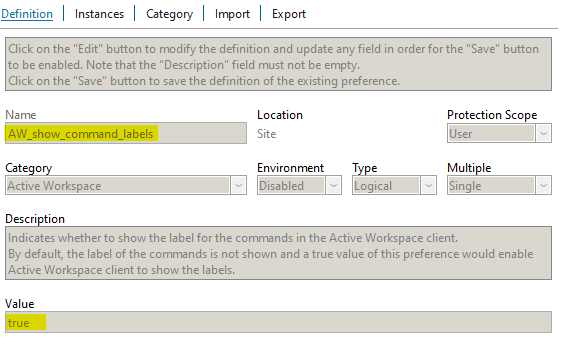 Definition Instances Category Import Export
Click on the "Edit" button to modify the definition and update any field in order for the "Save" button
to be enabled. Note that the "Description" field must not be empty.
Click on the "Save" button to save the definition of the existing preference.
Name Location Protection Scope
AW_show_command_labels Site User
Category Environment Type Multiple
Active Workspace Disabled Logical Single
Description
Indicates whether to show the label for the commands in the Active Workspace client.
By default, the label of the commands is not shown and a true value of this preference would enable
Active Workspace client to show the labels.
Value
true